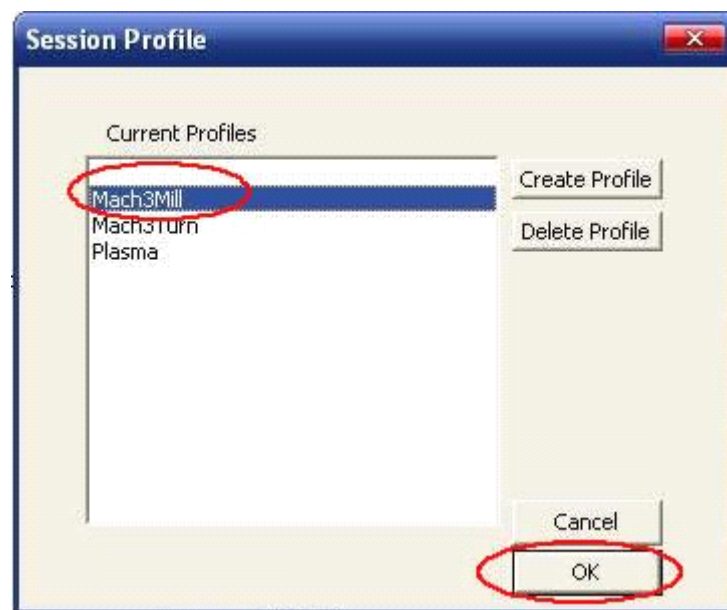 Session Profile
Current Profiles
Mach3Mill
Mach3Turn
Plasma
Create Profile
Delete Profile
Cancel
OK